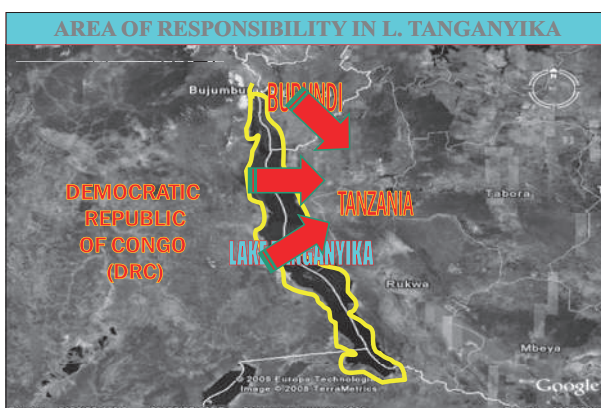 AREA OF RESPONSIBILITY IN L. TANGANYIKA
Bujumbura
BURUNDI
DEMOCRATIC
REPUBLIC
OF CONGO
(DRC)
TANZANIA
Tabora
LAKE TANGANYIKA
Rukwa
Mbeya
© 2008 Europa Technologies
Image © 2008 TerraMetrics
Google